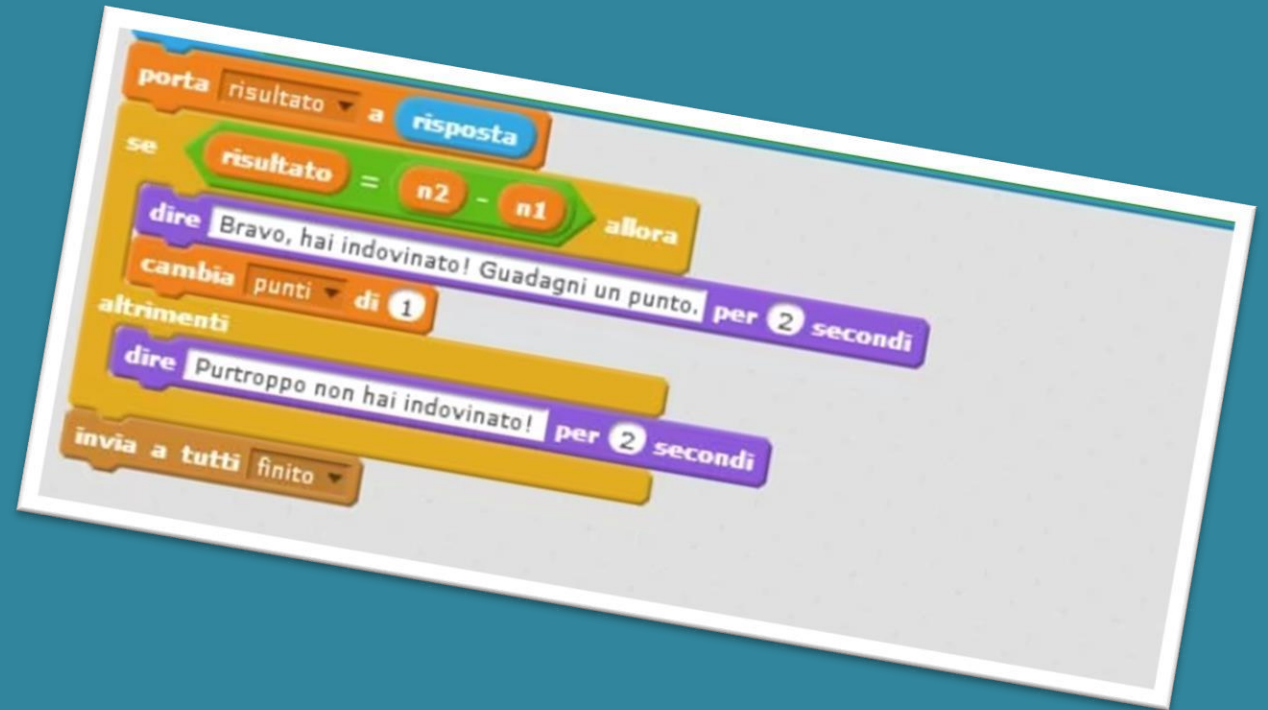 porta risultato a risposta
se risultato = n2 - n1 allora
dire Bravo, hai indovinato! Guadagni un punto. per 2 secondi
cambia punti di 1
altrimenti
dire Purtroppo non hai indovinato! per 2 secondi
invia a tutti finito